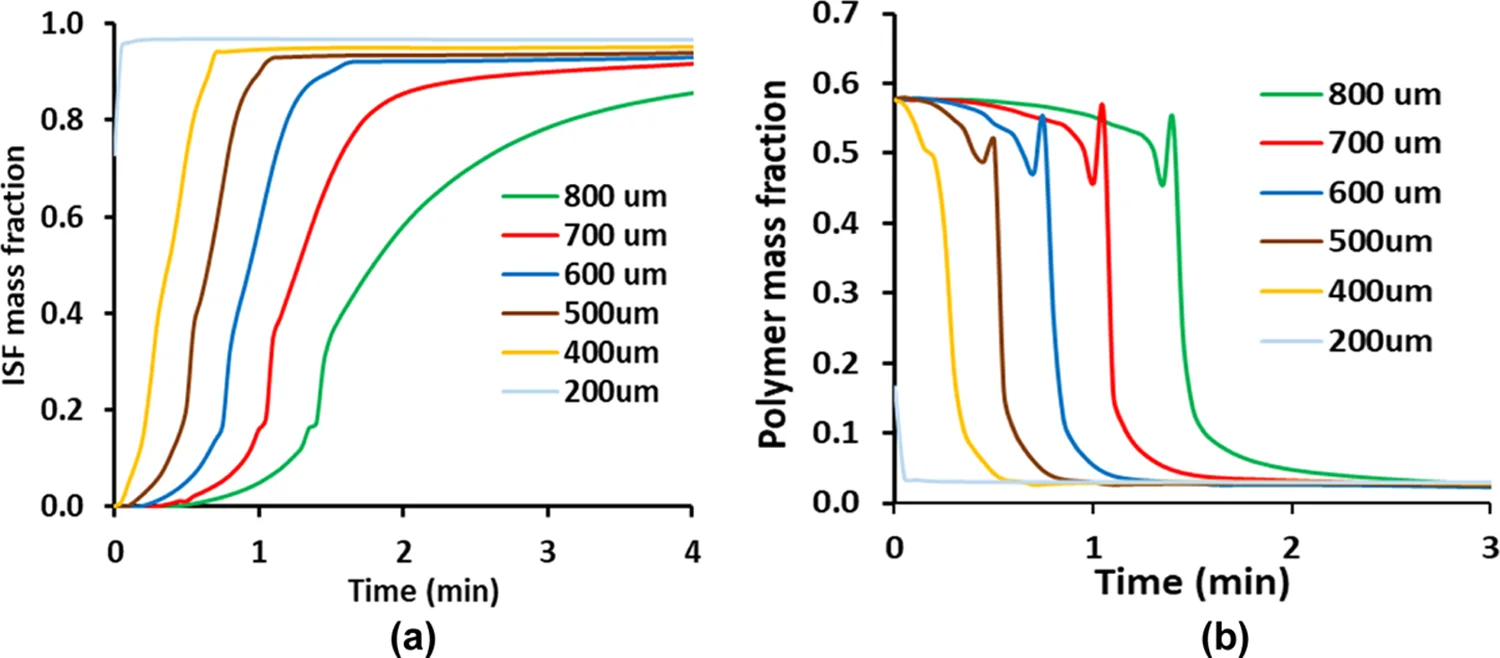 ISF mass fraction
1.0
0.8
0.6
0.4
0.2
0.0
0 1 2 3 4
Time (min)
800 um
700 um
600 um
500um
400um
200um
(a)
Polymer mass fraction
0.7
0.6
0.5
0.4
0.3
0.2
0.1
0.0
0 1 2 3
Time (min)
800 um
700 um
600 um
500um
400um
200um
(b)